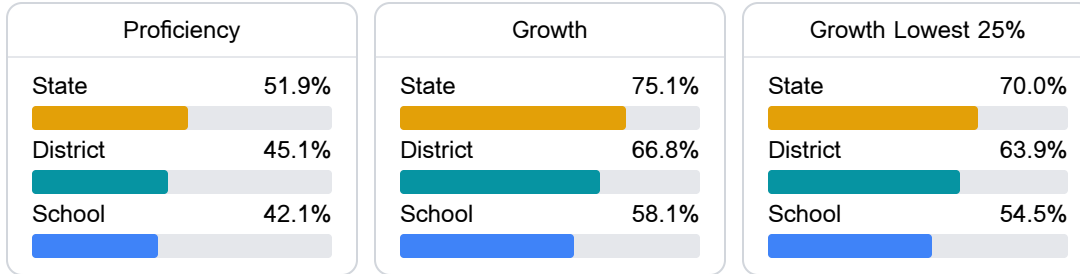 Proficiency
State 51.9%
District 45.1%
School 42.1%
Growth
State 75.1%
District 66.8%
School 58.1%
Growth Lowest 25%
State 70.0%
District 63.9%
School 54.5%